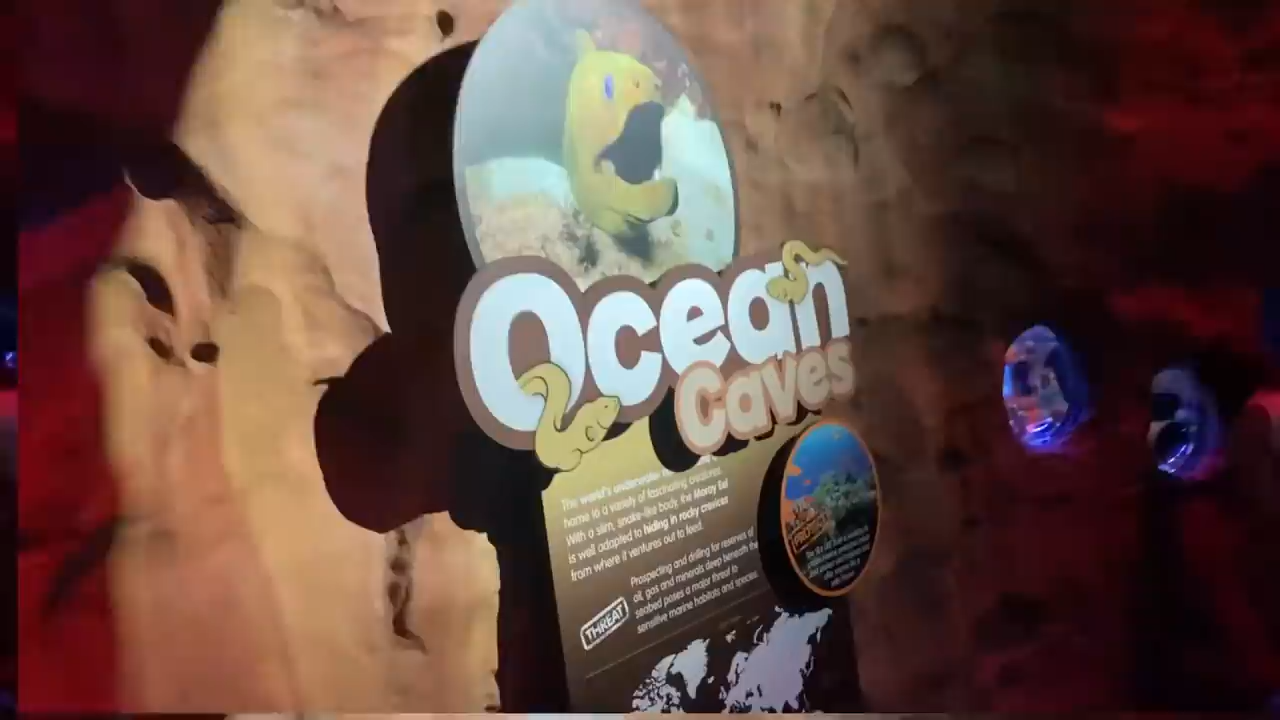 Ocean
Caves
The world's underwater
home to a variety of fascinating creatures.
With a slim, snake-like body, the Moray Eel
is well adapted to hiding in rocky crevices
from where it ventures out to feed.
Prospecting and drilling for reserves of
oil, gas and minerals deep beneath the
seabed poses a major threat to
sensitive marine habitats and species
THREAT